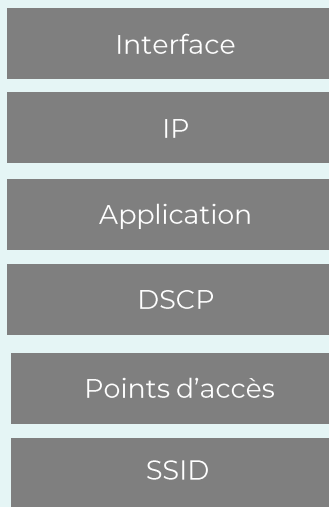 Interface
IP
Application
DSCP
Points d’accès
SSID